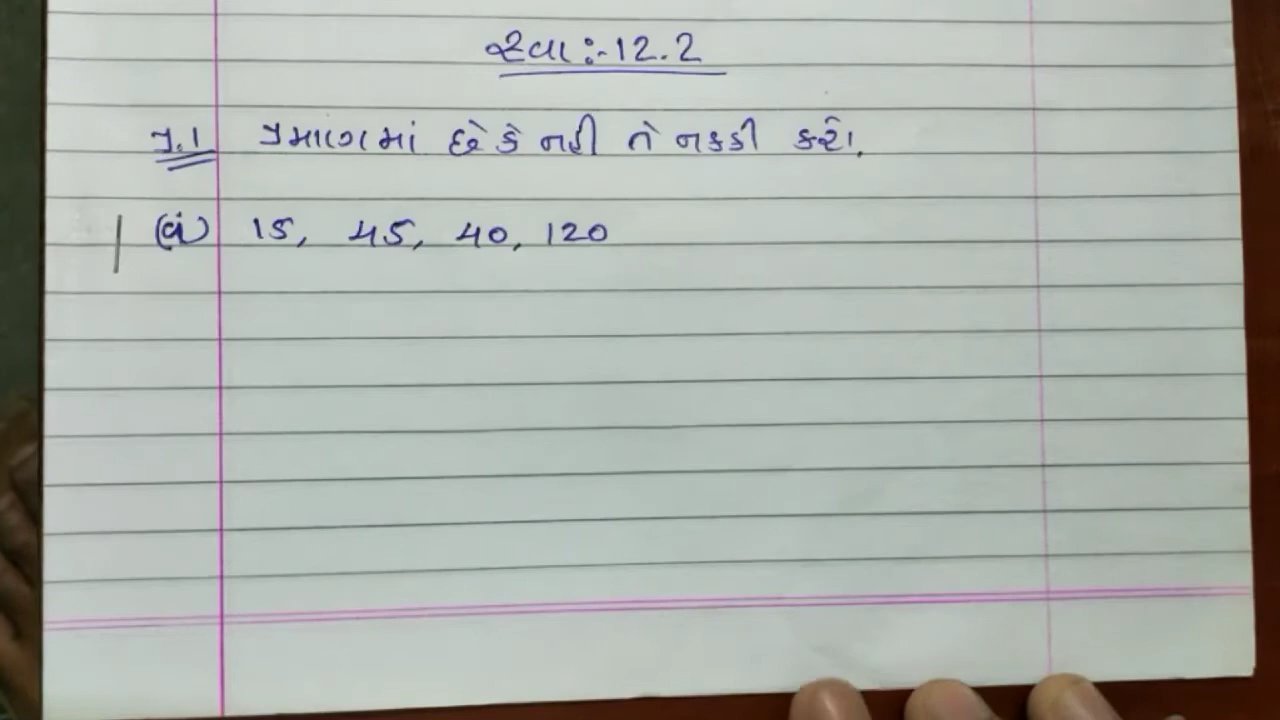 સ્વા :- 12.2
પ્ર.1 પ્રમાણમાં છે કે નહી તે નક્કી કરો.
(a) 15, 45, 40, 120